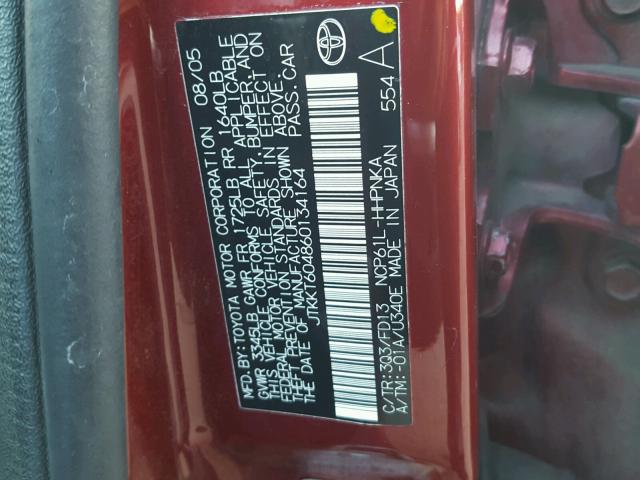 MFD.BY:TOYOTA MOTOR CORPORATION 08/05
GVWR 3345LB GAWR FR 1725LB RR 1640LB
THIS VEHICLE CONFORMS TO ALL APPLICABLE
FEDERAL MOTOR VEHICLE SAFETY, BUMPER, AND
THEFT PREVENTION STANDARDS IN EFFECT ON
THE DATE OF MANUFACTURE SHOWN ABOVE.
JTKKT604860134164 PASS.CAR
C/TR:3Q3/FD13 NCP61L-HHPNKA
A/TM:-01A/U340E MADE IN JAPAN 554 A